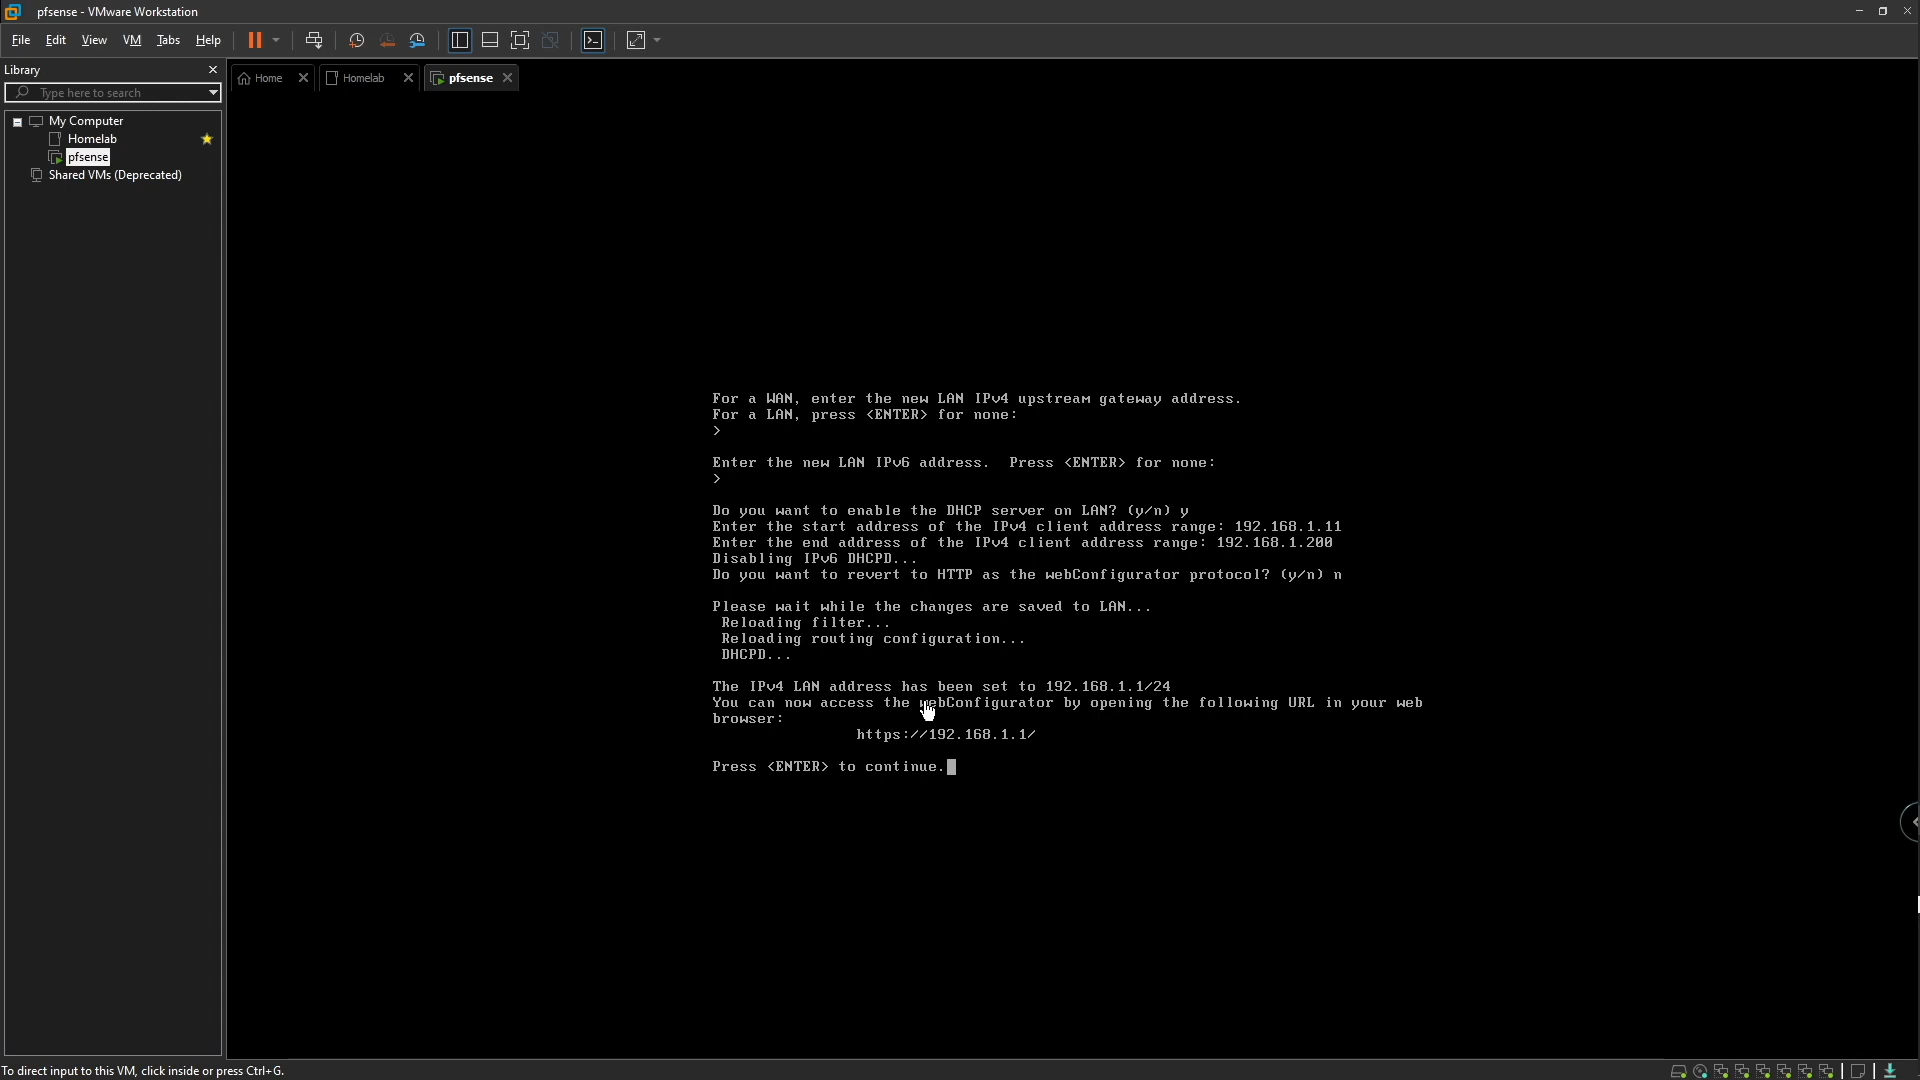 pfsense - VMware Workstation
File Edit View VM Tabs Help
Library
Type here to search
Home Homelab pfsense
My Computer
Homelab
pfsense
Shared VMs (Deprecated)
For a WAN, enter the new LAN IPv4 upstream gateway address.
For a LAN, press <ENTER> for none:
>
Enter the new LAN IPv6 address.  Press <ENTER> for none:
>
Do you want to enable the DHCP server on LAN? (y/n) y
Enter the start address of the IPv4 client address range: 192.168.1.11
Enter the end address of the IPv4 client address range: 192.168.1.200
Disabling IPv6 DHCPD...
Do you want to revert to HTTP as the webConfigurator protocol? (y/n) n
Please wait while the changes are saved to LAN...
Reloading filter...
Reloading routing configuration...
DHCPD...
The IPv4 LAN address has been set to 192.168.1.1/24
You can now access the webConfigurator by opening the following URL in your web
browser:
https://192.168.1.1/
Press <ENTER> to continue.
To direct input to this VM, click inside or press Ctrl+G.